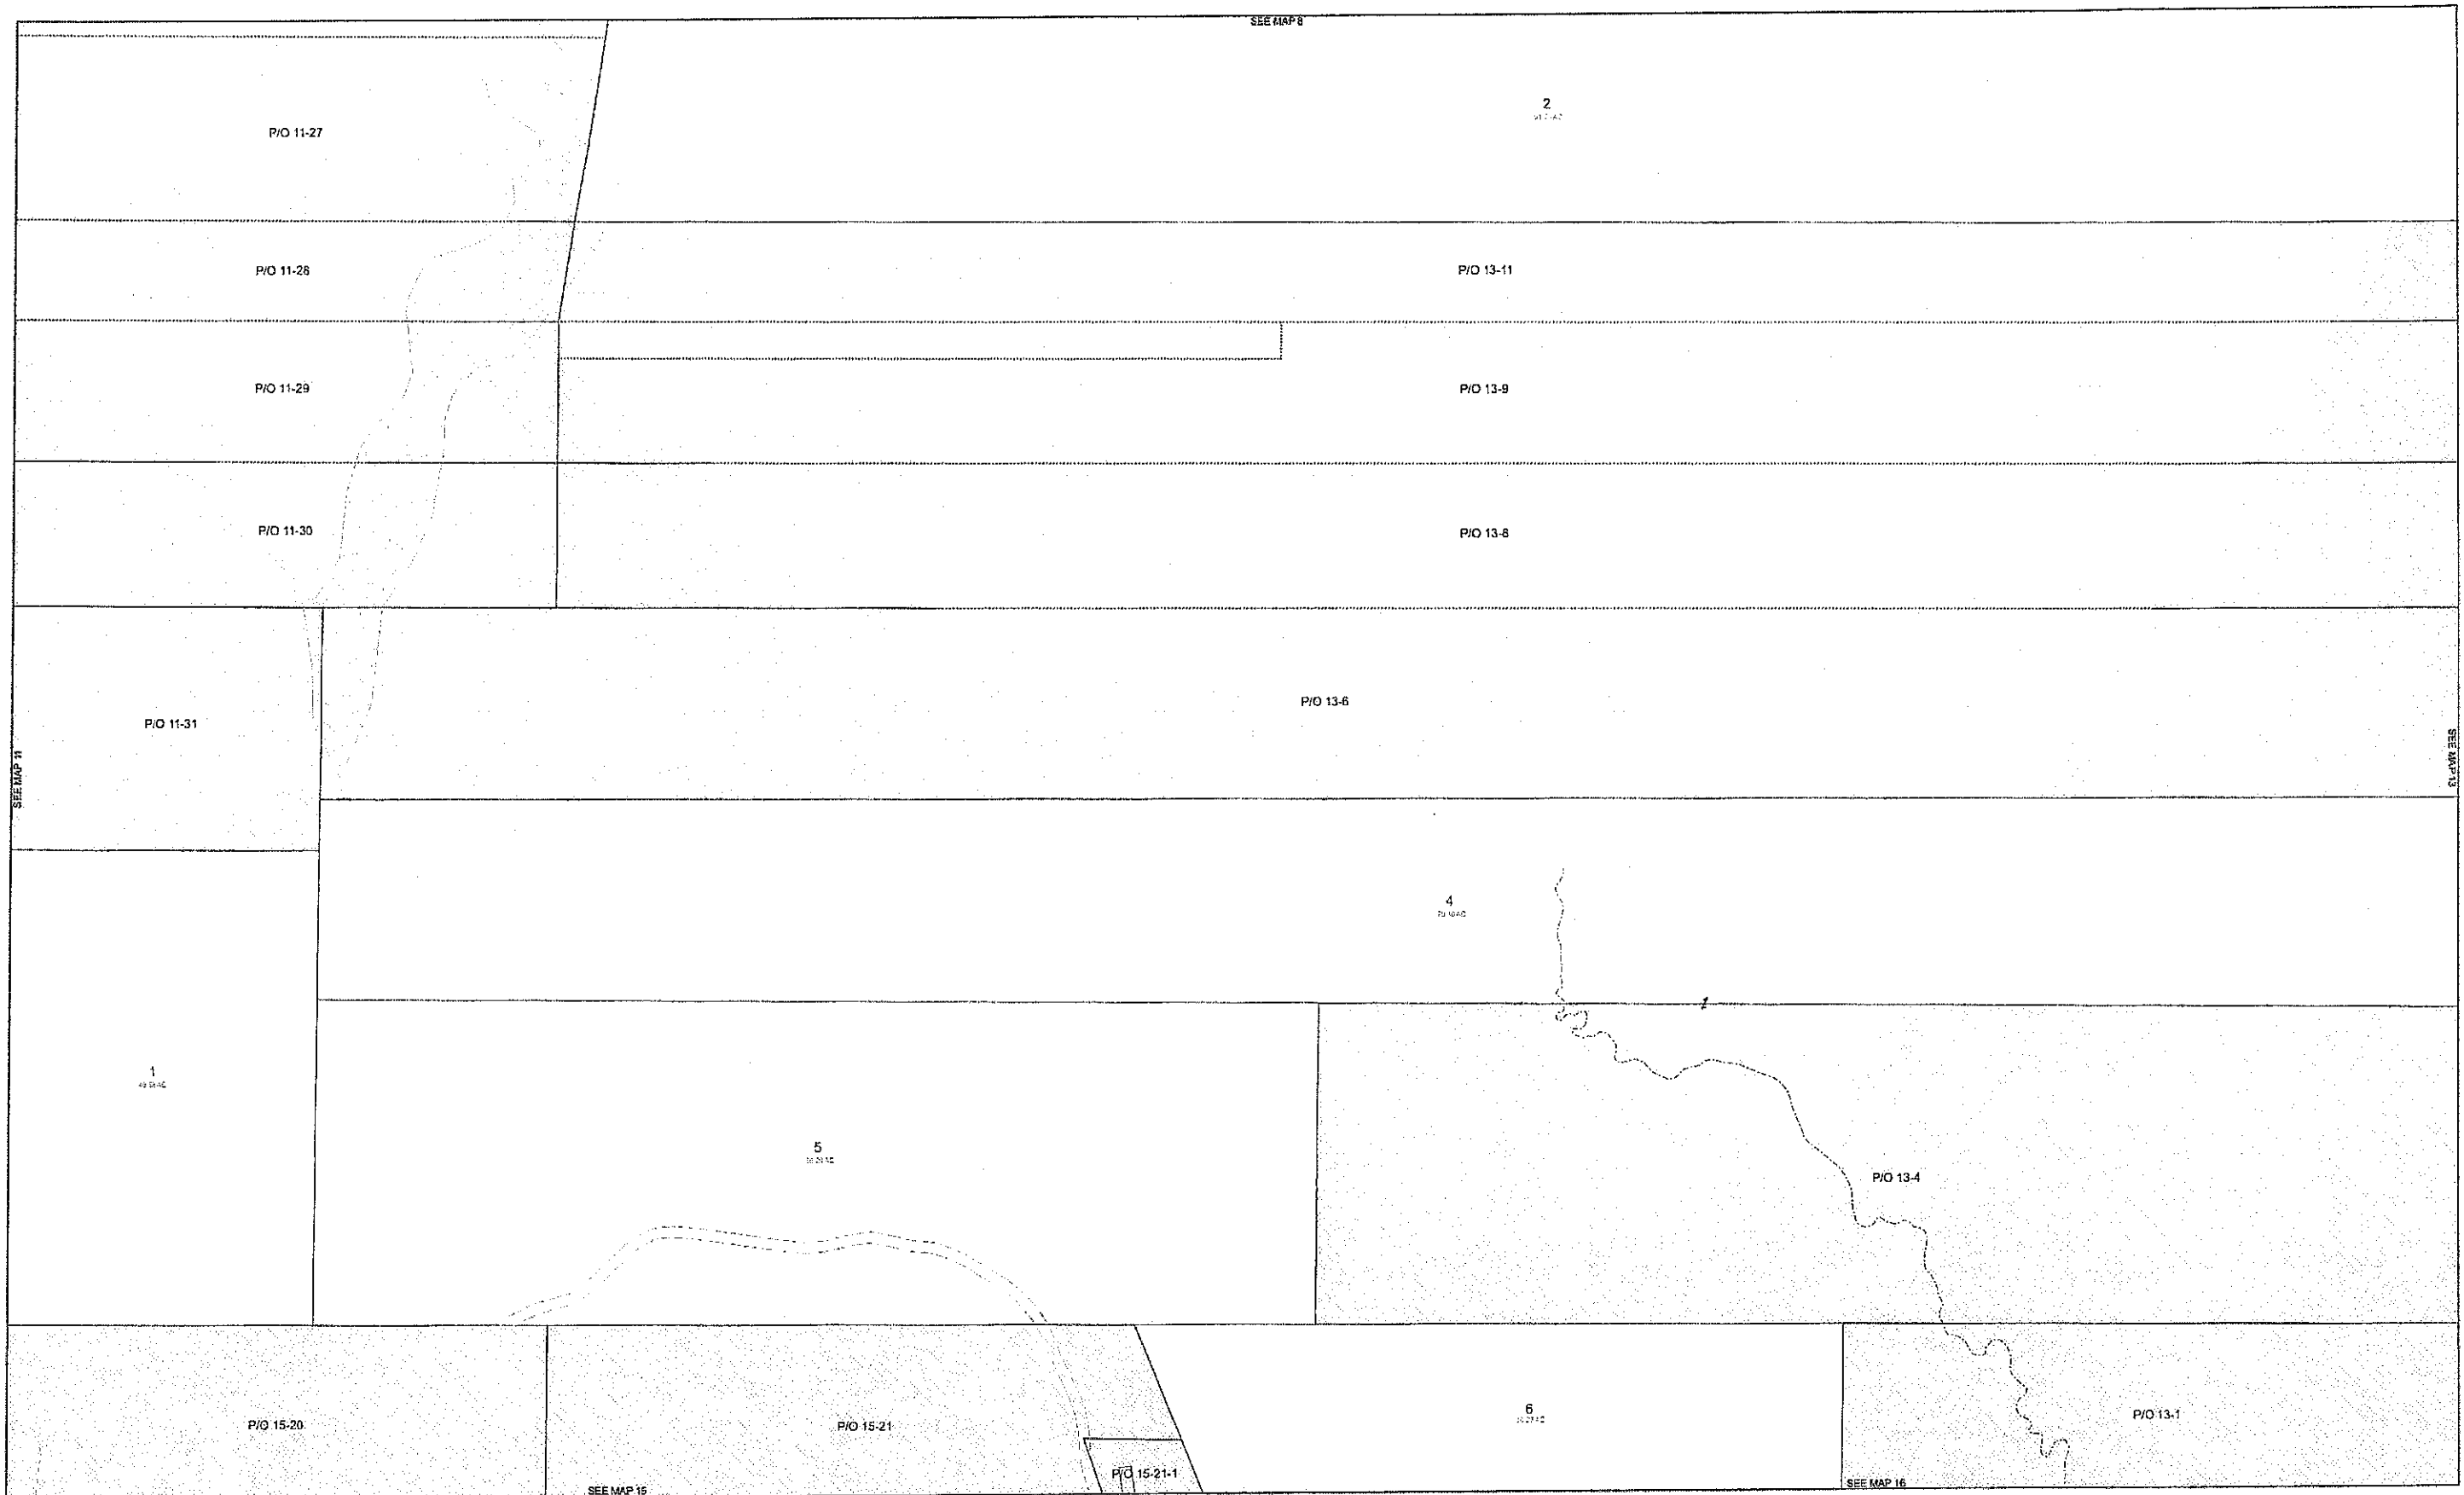 SEE MAP 8
2
P/O 11-27
P/O 11-28
P/O 13-11
P/O 11-29
P/O 13-9
P/O 11-30
P/O 13-8
P/O 13-6
P/O 11-31
SEE MAP 11
SEE MAP 13
4
1
5
P/O 13-4
6
P/O 15-20
P/O 15-21
P/O 13-1
P/O 15-21-1
SEE MAP 15
SEE MAP 16